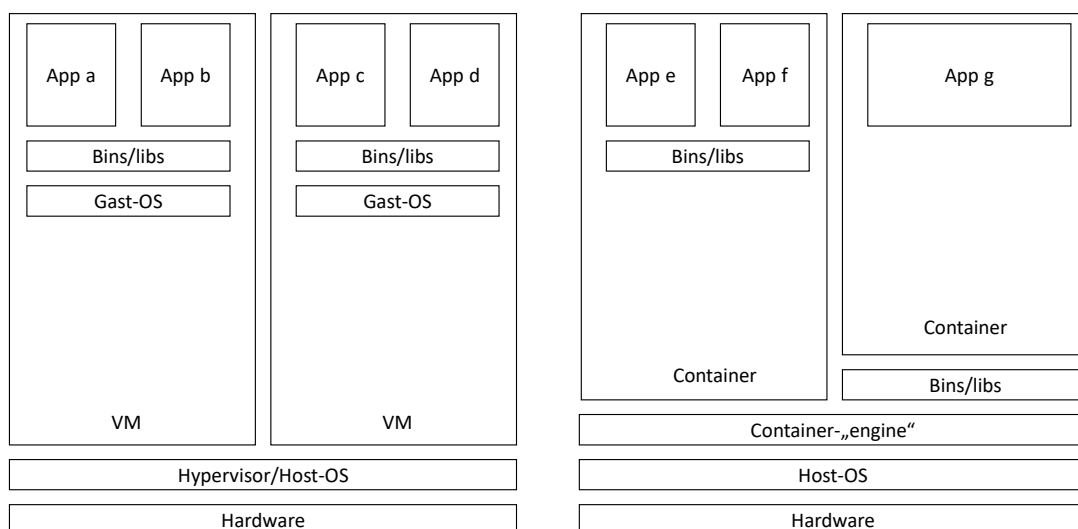 App a
App b
App c
App d
App e
App f
App g
Bins/libs
Bins/libs
Bins/libs
Gast-OS
Gast-OS
Container
Container
Bins/libs
VM
VM
Container-„engine“
Hypervisor/Host-OS
Host-OS
Hardware
Hardware